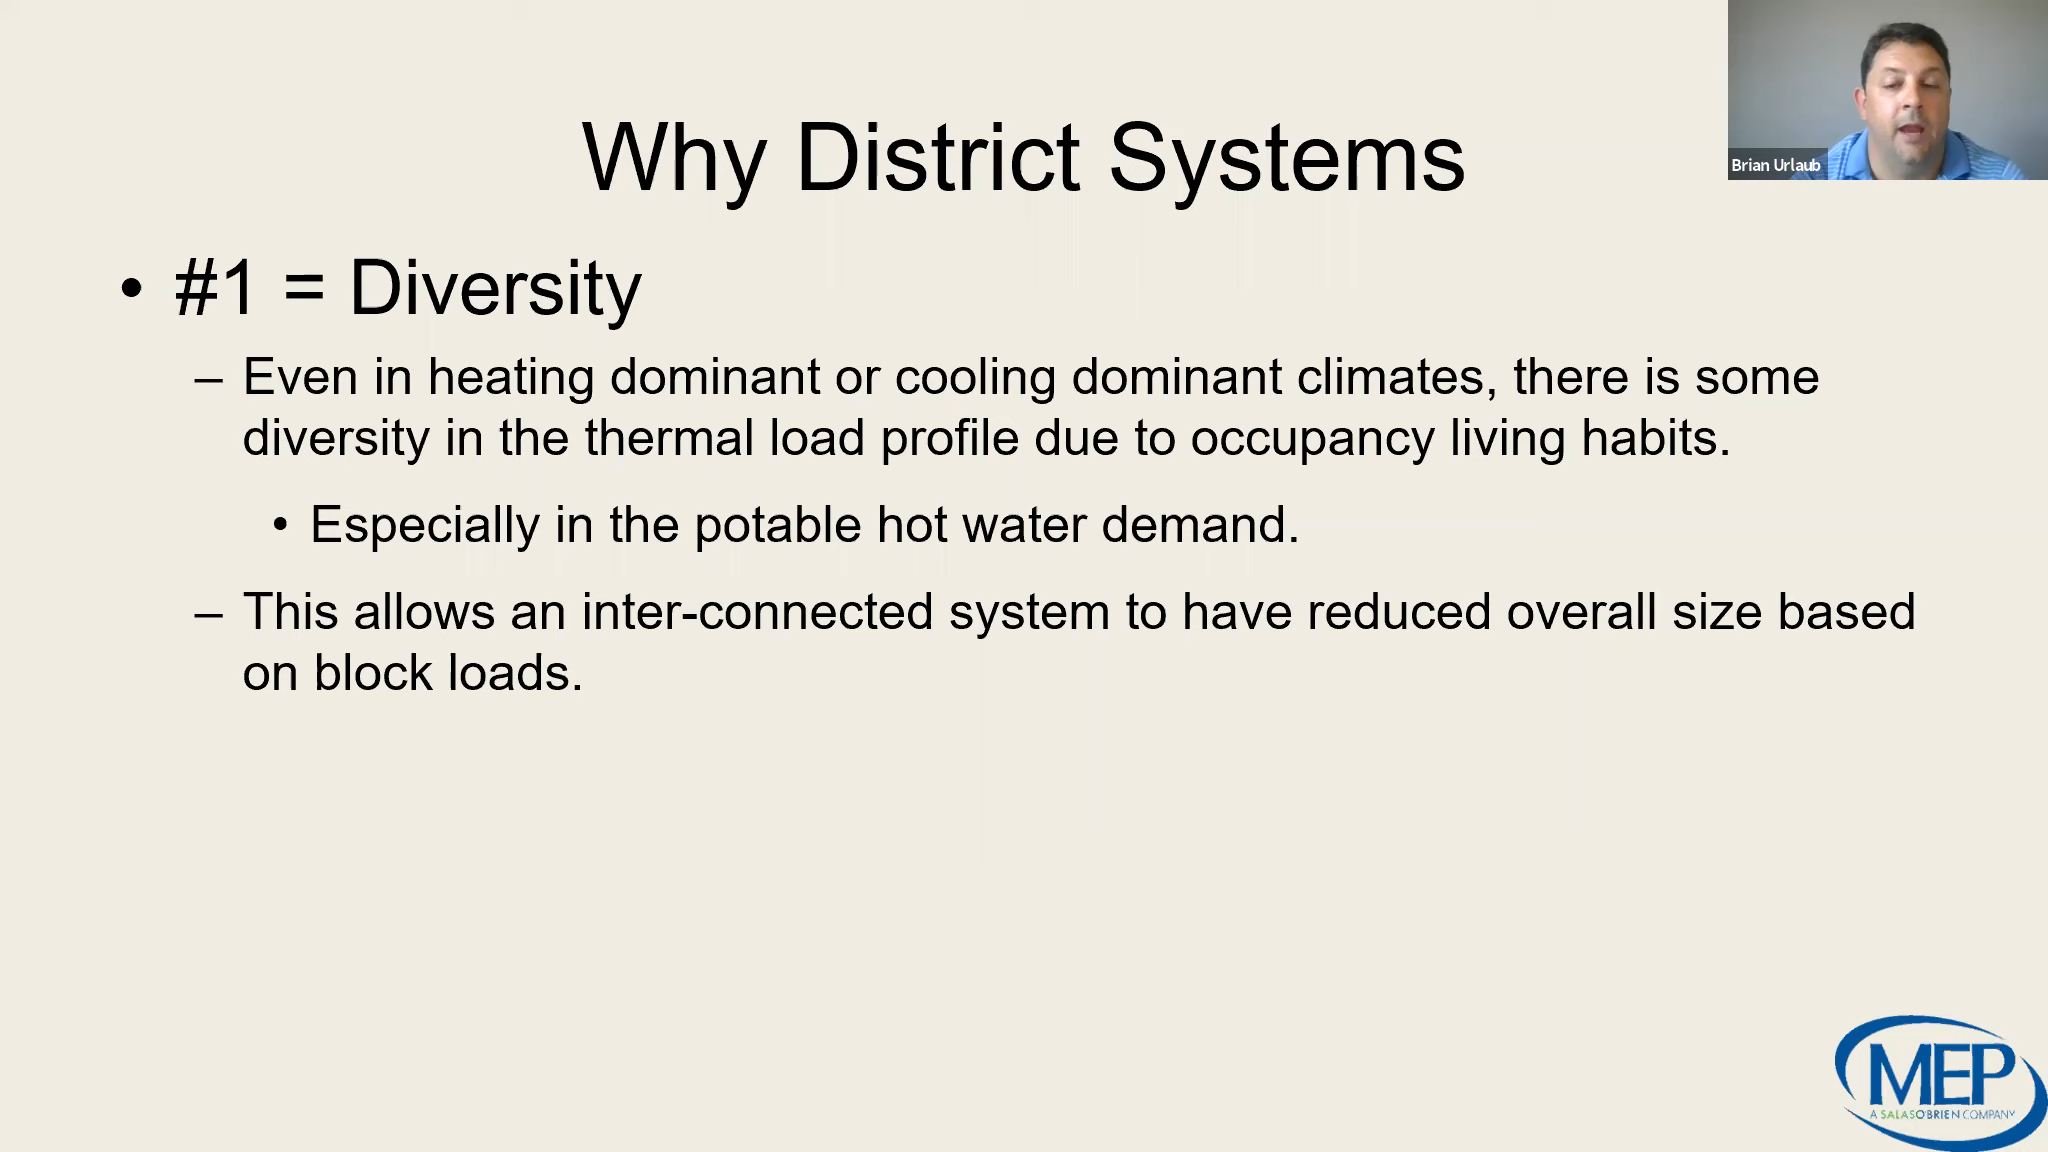 Why District Systems
Brian Urlaub
• #1 = Diversity
– Even in heating dominant or cooling dominant climates, there is some
diversity in the thermal load profile due to occupancy living habits.
• Especially in the potable hot water demand.
– This allows an inter-connected system to have reduced overall size based
on block loads.
MEP
A SALASOBRIEN COMPANY